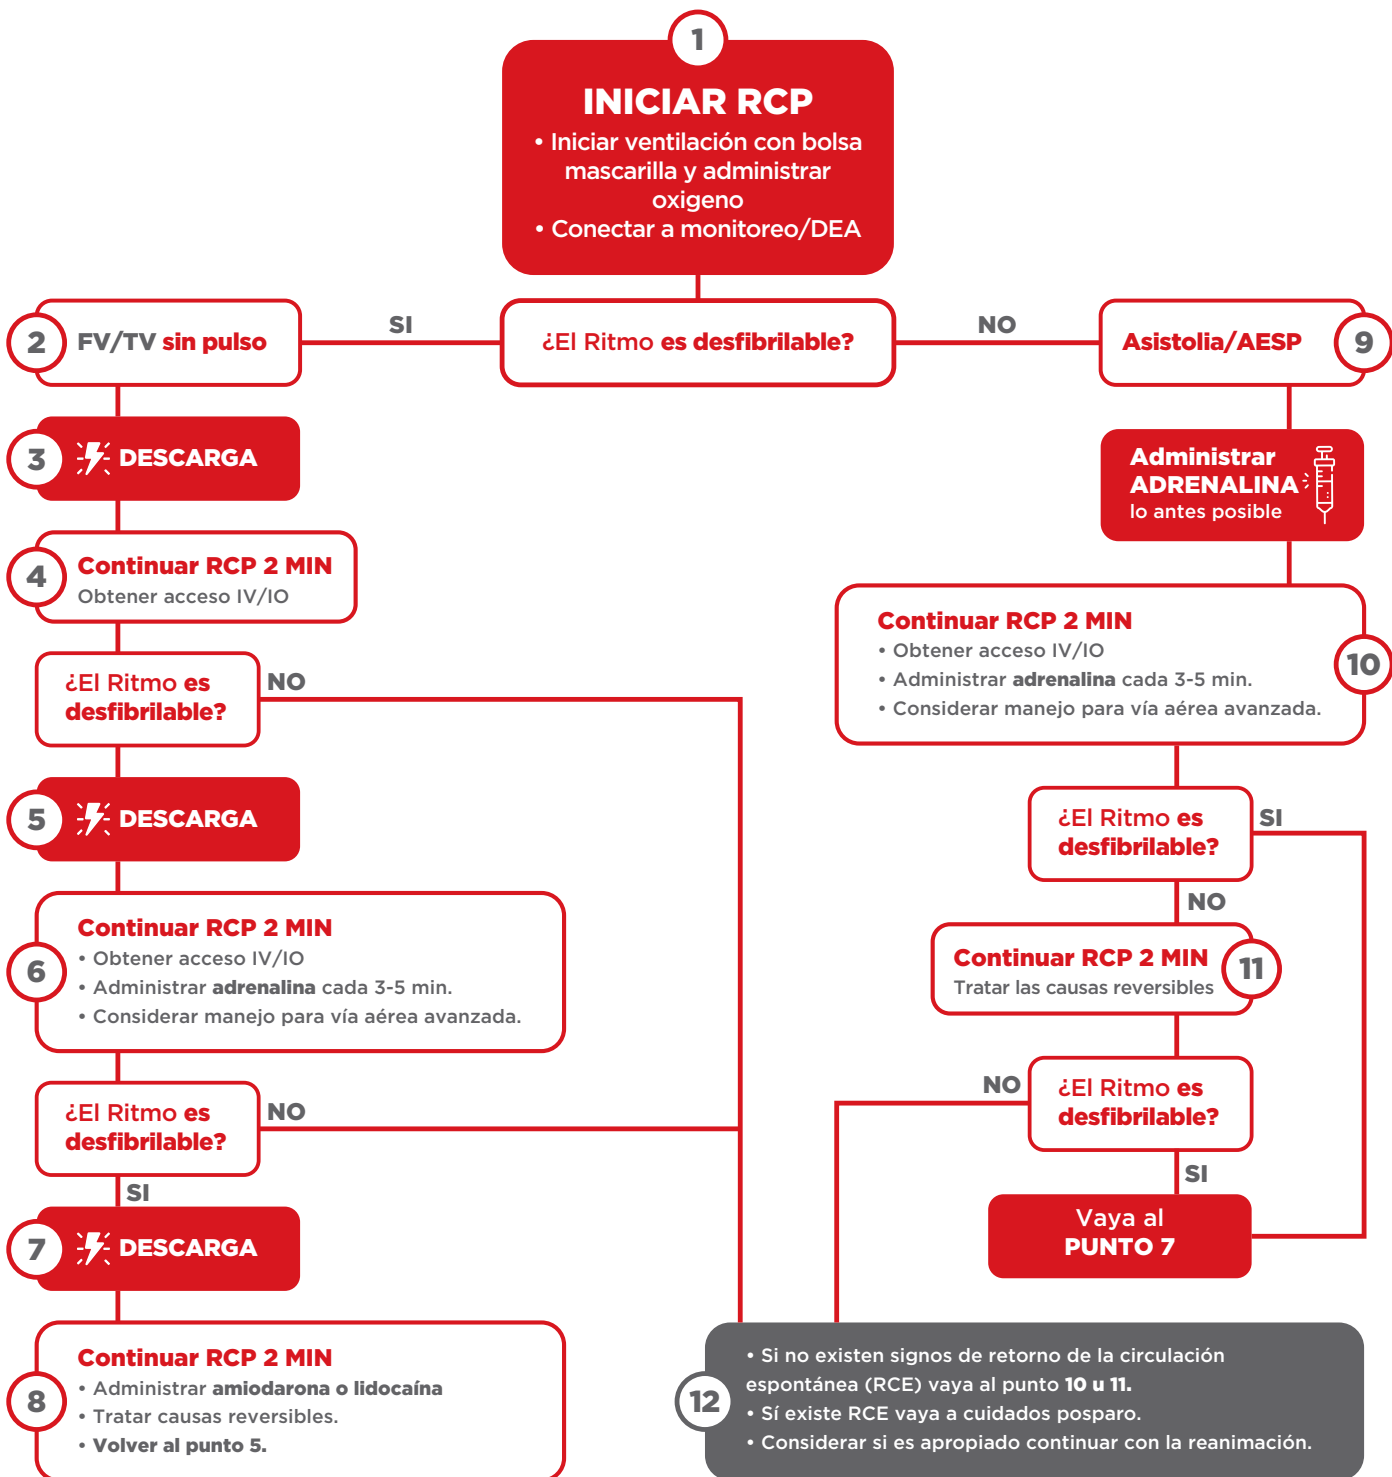 1
INICIAR RCP
• Iniciar ventilación con bolsa
mascarilla y administrar
oxigeno
• Conectar a monitoreo/DEA
¿El Ritmo es desfibrilable?
SI
NO
2
FV/TV sin pulso
3
DESCARGA
4
Continuar RCP 2 MIN
Obtener acceso IV/IO
¿El Ritmo es
desfibrilable?
NO
5
DESCARGA
6
Continuar RCP 2 MIN
• Obtener acceso IV/IO
• Administrar adrenalina cada 3-5 min.
• Considerar manejo para vía aérea avanzada.
¿El Ritmo es
desfibrilable?
NO
SI
7
DESCARGA
8
Continuar RCP 2 MIN
• Administrar amiodarona o lidocaína
• Tratar causas reversibles.
• Volver al punto 5.
Asistolia/AESP
9
Administrar
ADRENALINA
lo antes posible
Continuar RCP 2 MIN
• Obtener acceso IV/IO
• Administrar adrenalina cada 3-5 min.
• Considerar manejo para vía aérea avanzada.
10
¿El Ritmo es
desfibrilable?
SI
NO
Continuar RCP 2 MIN
Tratar las causas reversibles
11
¿El Ritmo es
desfibrilable?
NO
SI
Vaya al
PUNTO 7
12
• Si no existen signos de retorno de la circulación
espontánea (RCE) vaya al punto 10 u 11.
• Sí existe RCE vaya a cuidados posparo.
• Considerar si es apropiado continuar con la reanimación.